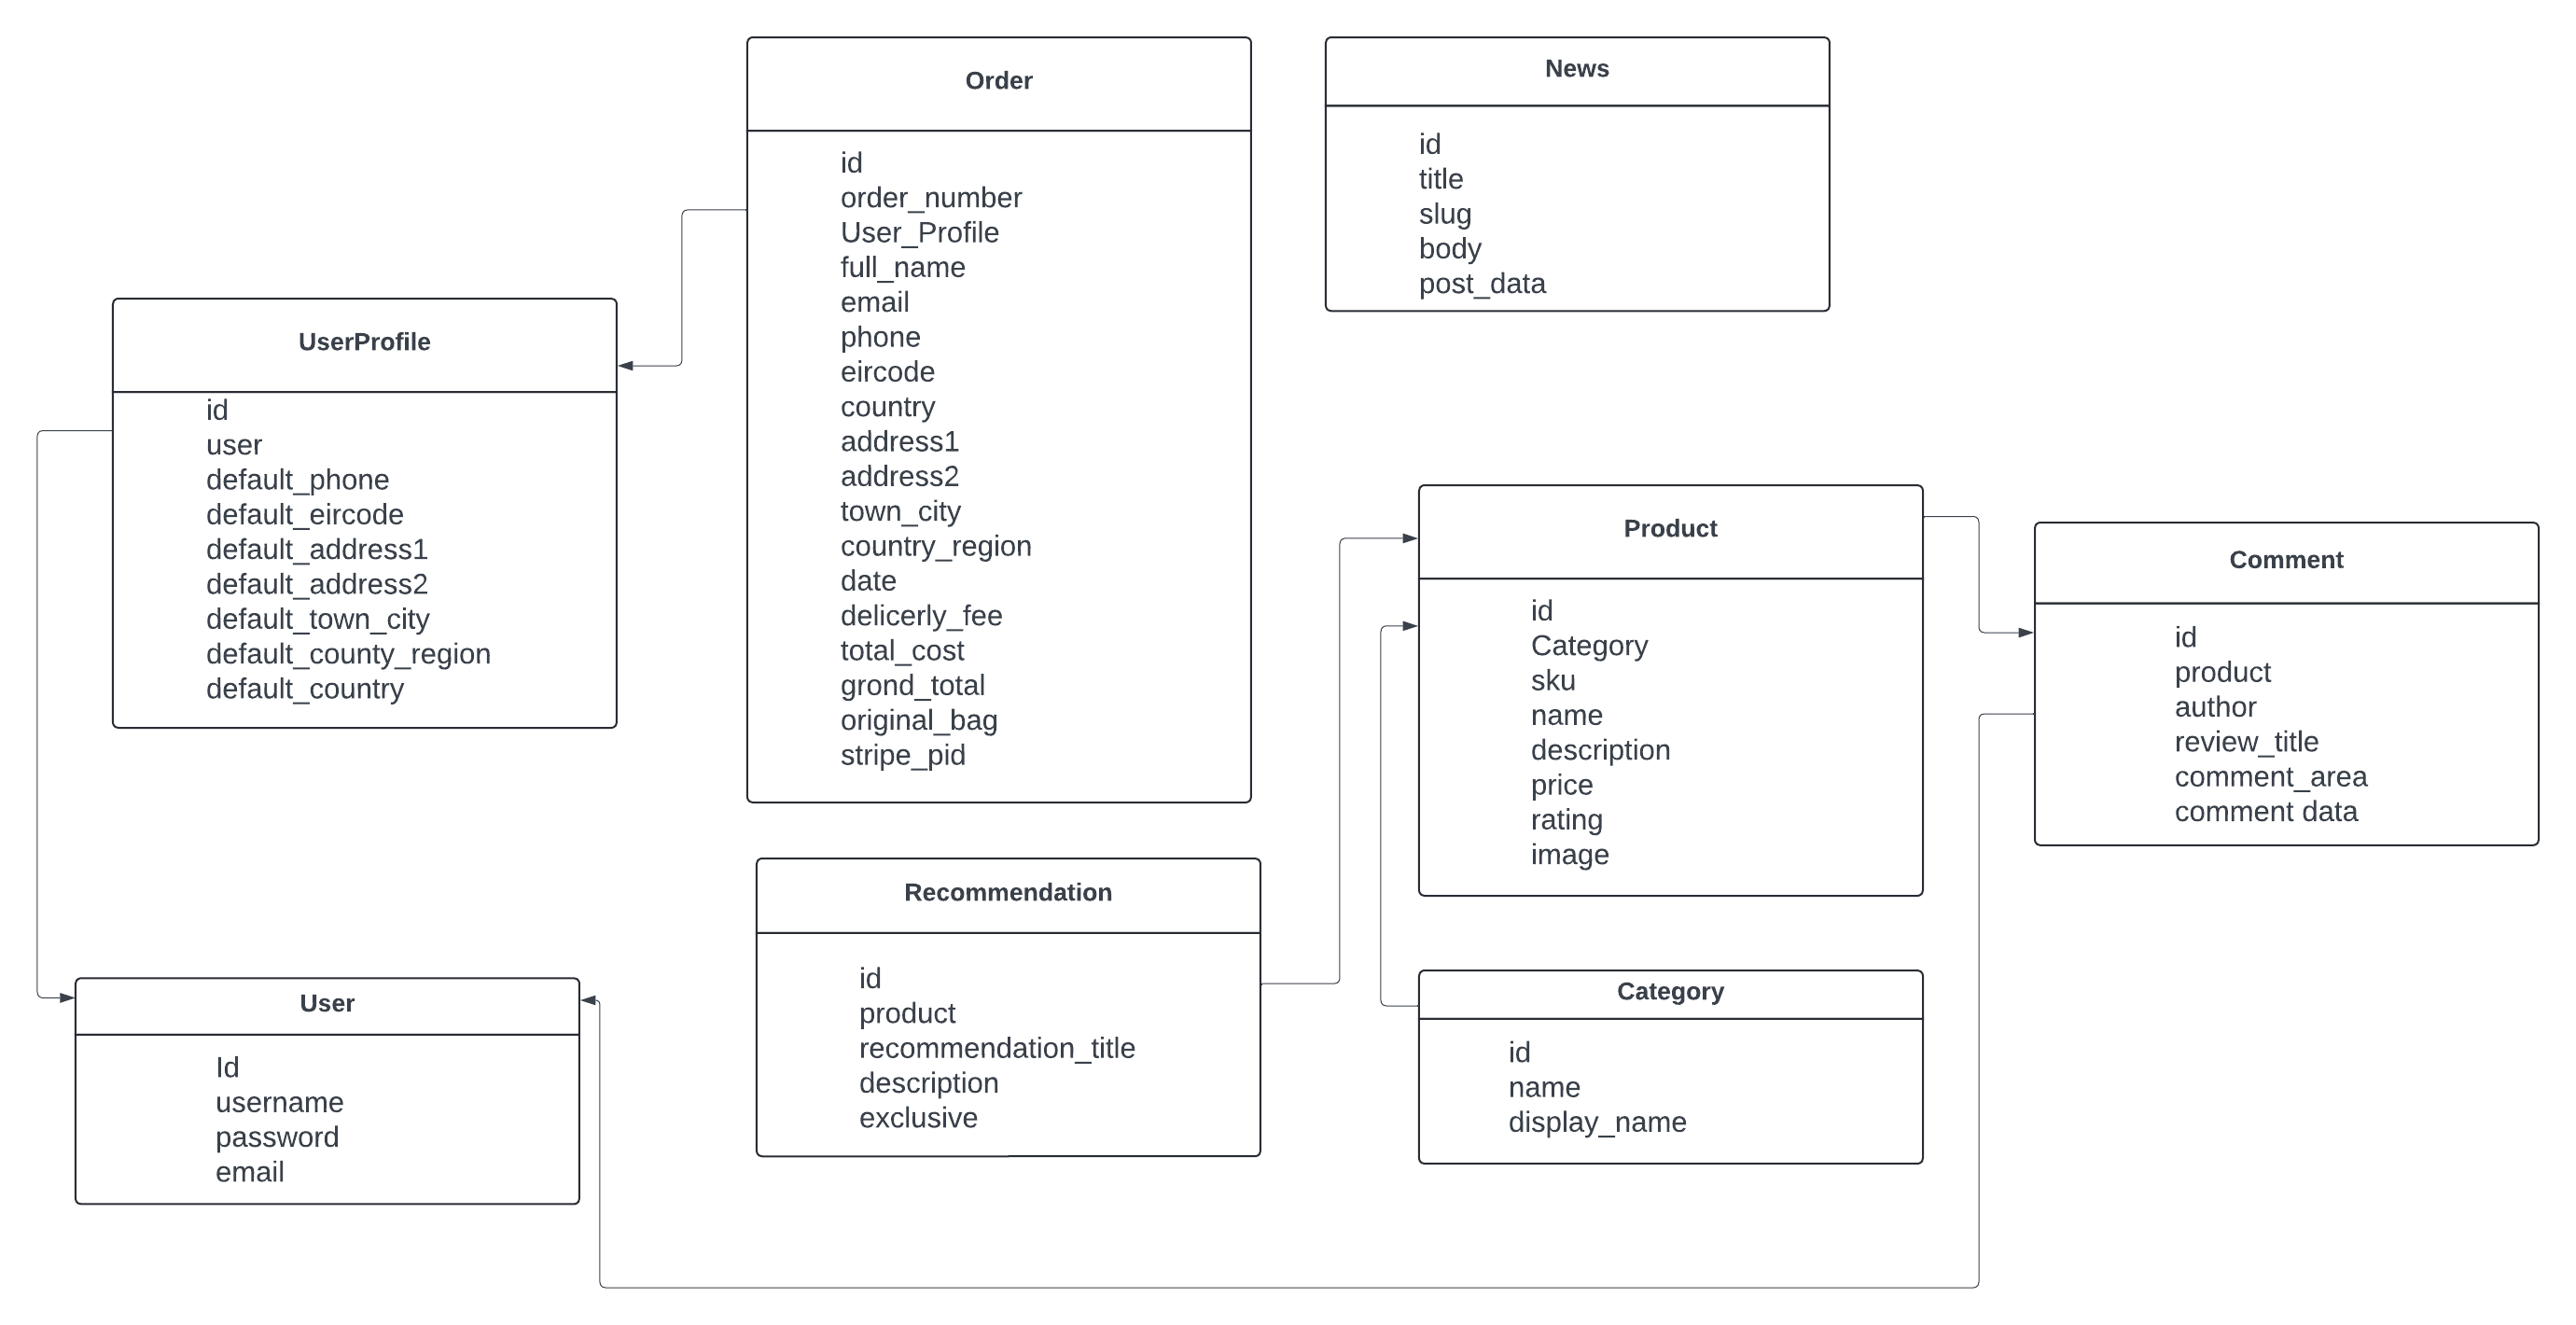 Order
id
order_number
User_Profile
full_name
email
phone
eircode
country
address1
address2
town_city
country_region
date
delicerly_fee
total_cost
grond_total
original_bag
stripe_pid
News
id
title
slug
body
post_data
UserProfile
id
user
default_phone
default_eircode
default_address1
default_address2
default_town_city
default_county_region
default_country
Product
id
Category
sku
name
description
price
rating
image
Comment
id
product
author
review_title
comment_area
comment data
Recommendation
id
product
recommendation_title
description
exclusive
Category
id
name
display_name
User
Id
username
password
email